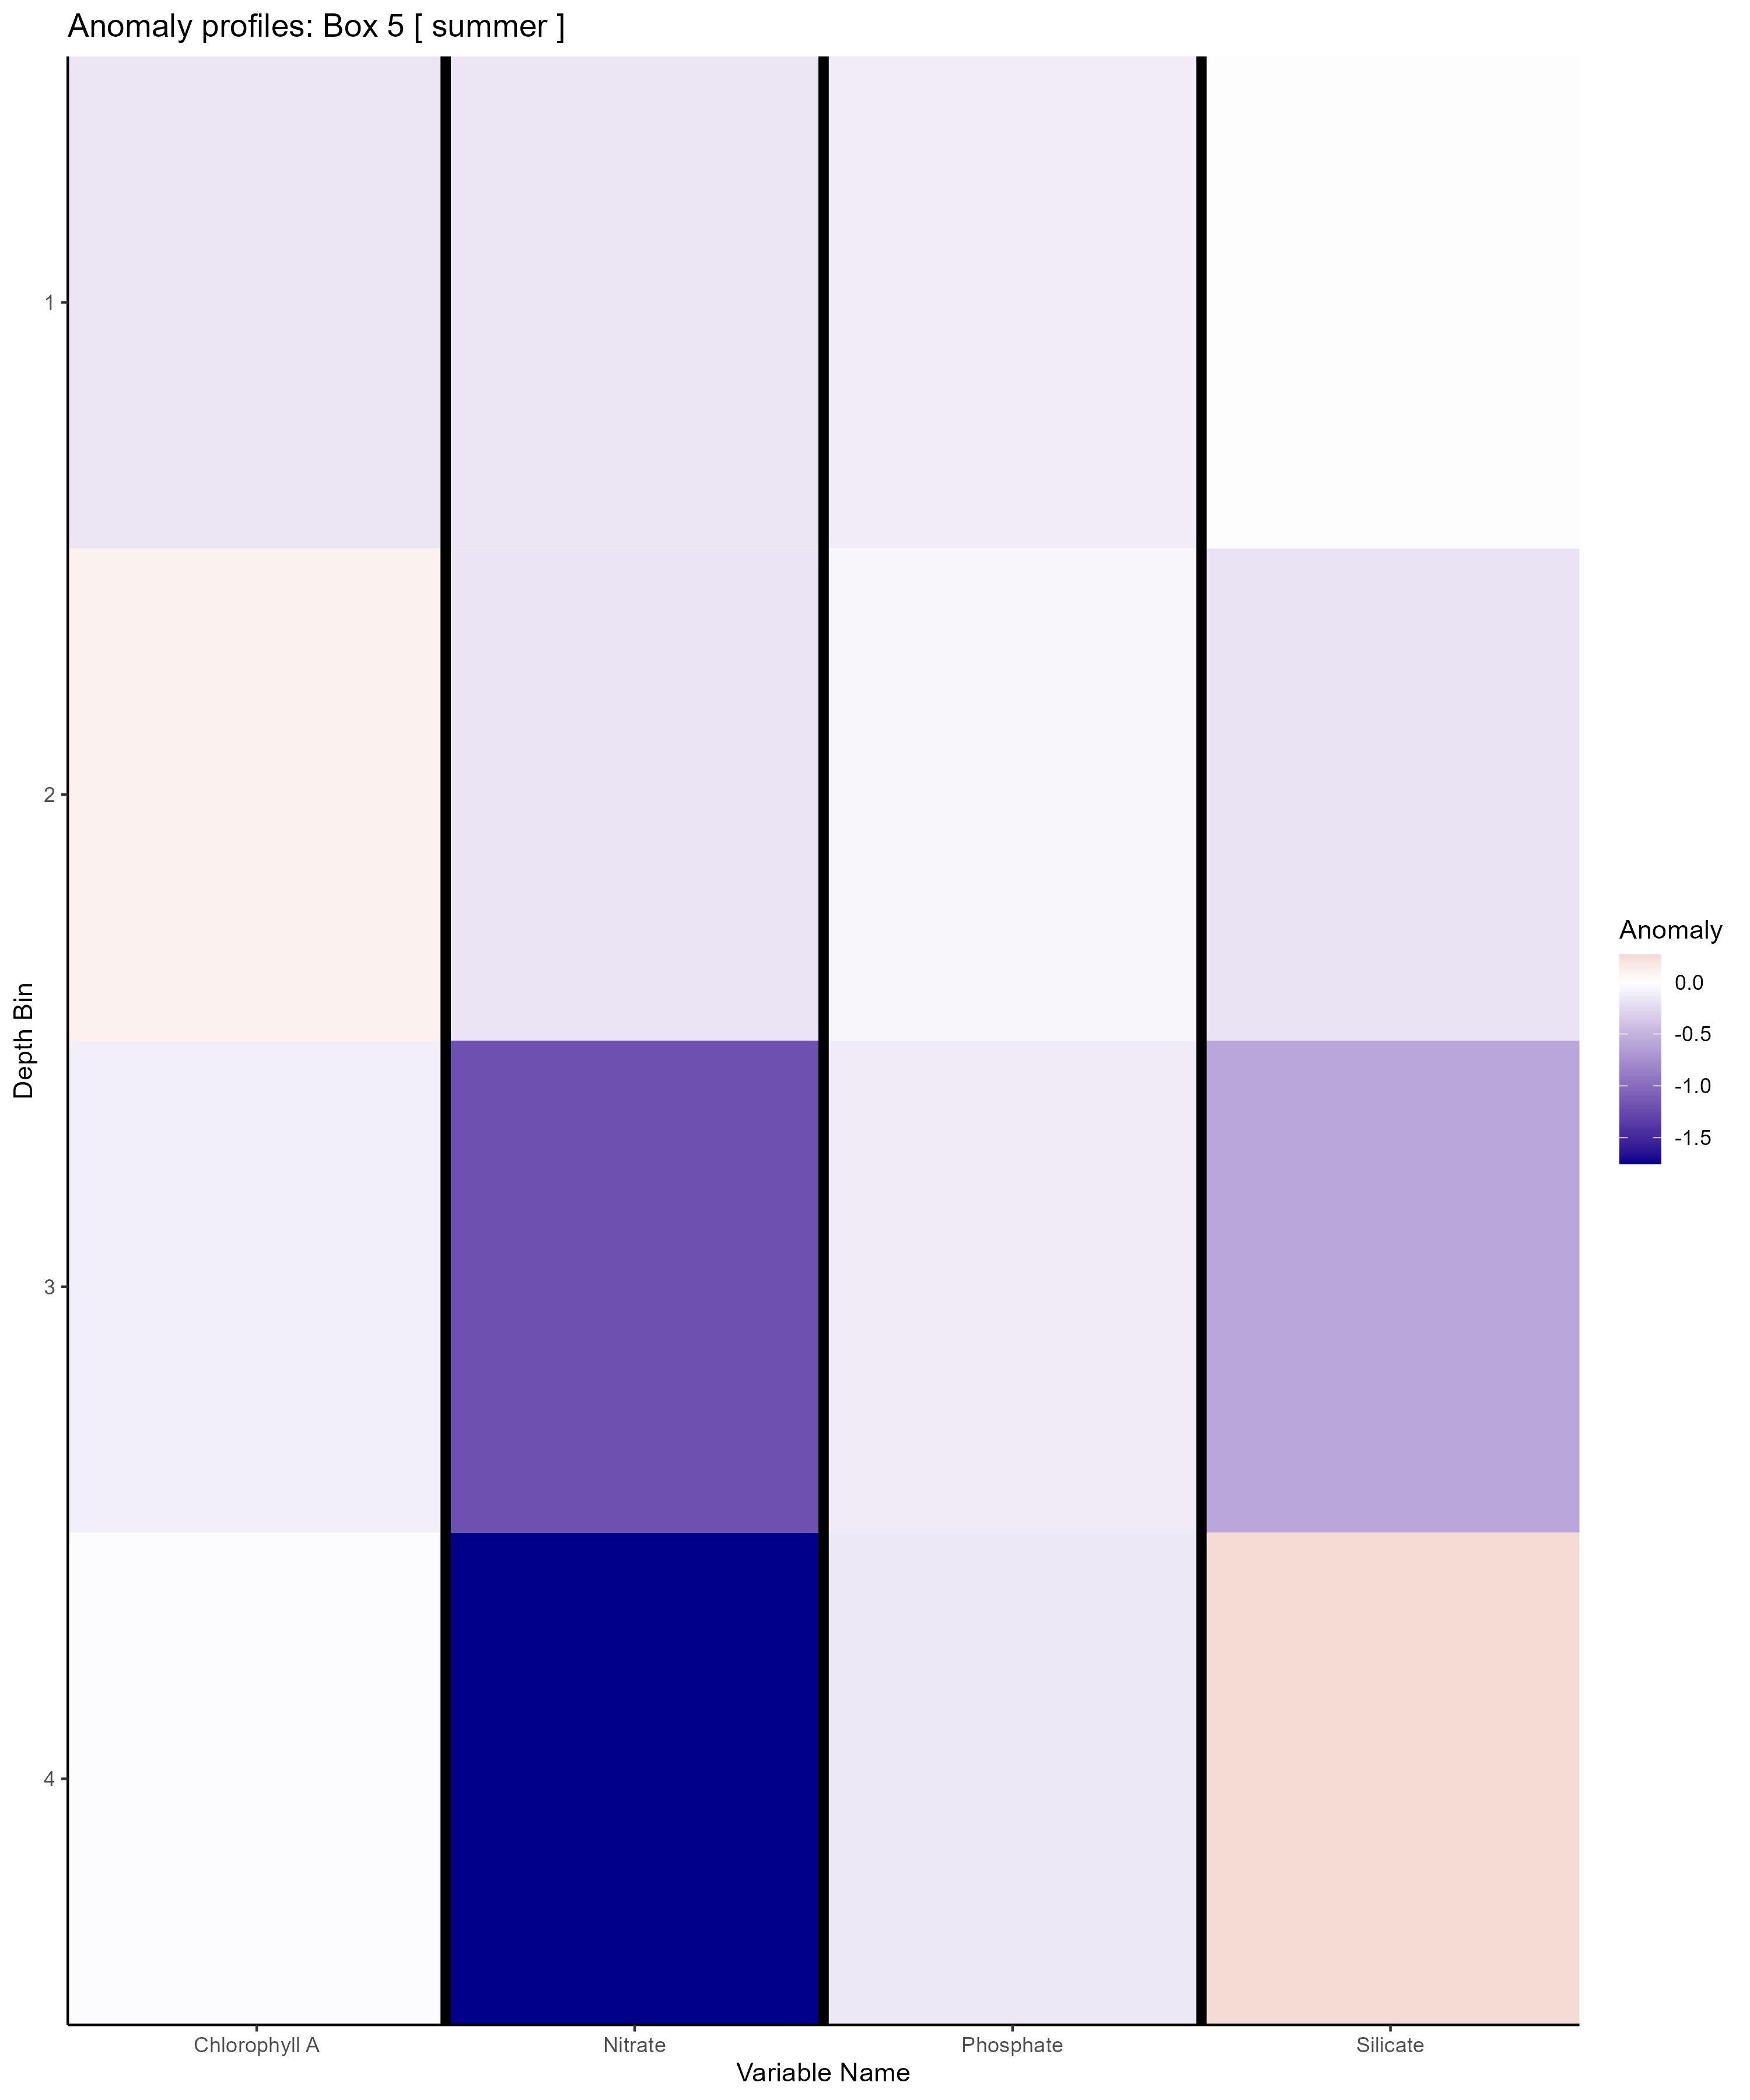 Anomaly profiles: Box 5 [ summer ]
1
2
3
4
Depth Bin
Chlorophyll A
Nitrate
Phosphate
Silicate
Variable Name
Anomaly
0.0
-0.5
-1.0
-1.5